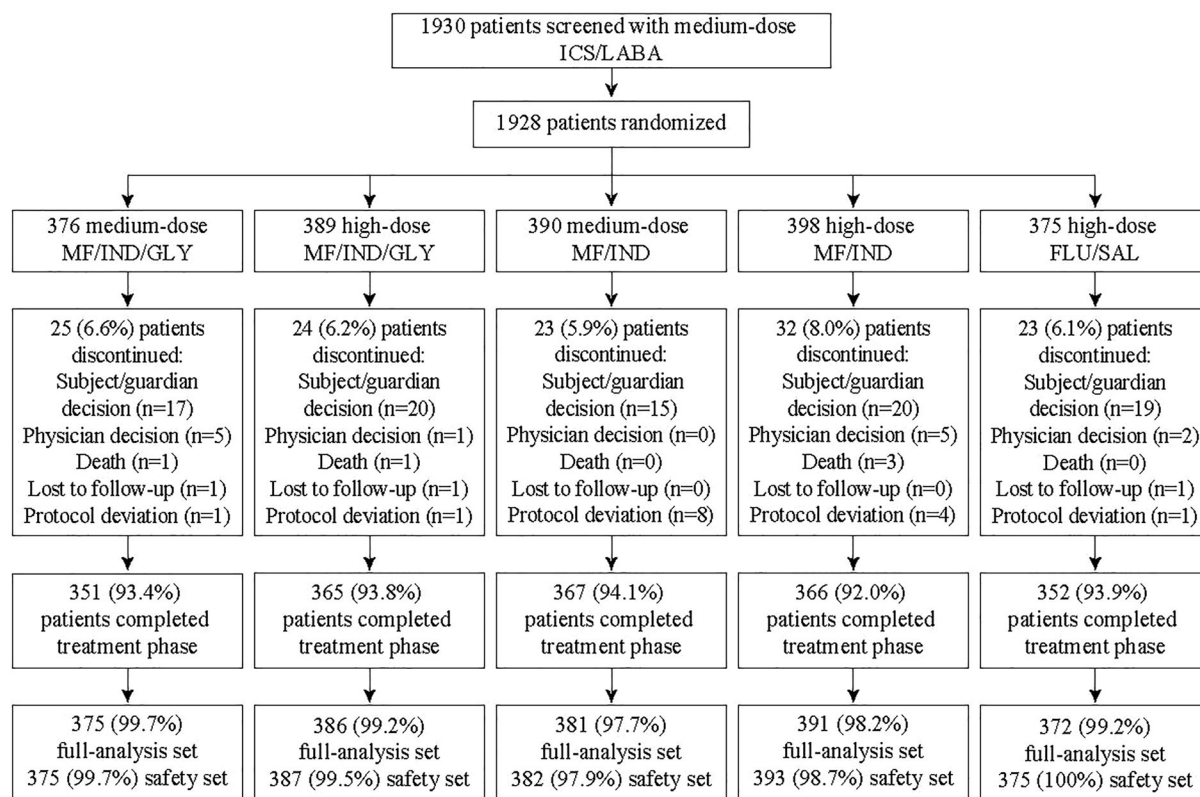 1930 patients screened with medium-dose
ICS/LABA
1928 patients randomized
376 medium-dose
MF/IND/GLY
389 high-dose
MF/IND/GLY
390 medium-dose
MF/IND
398 high-dose
MF/IND
375 high-dose
FLU/SAL
25 (6.6%) patients
discontinued:
Subject/guardian
decision (n=17)
Physician decision (n=5)
Death (n=1)
Lost to follow-up (n=1)
Protocol deviation (n=1)
24 (6.2%) patients
discontinued:
Subject/guardian
decision (n=20)
Physician decision (n=1)
Death (n=1)
Lost to follow-up (n=1)
Protocol deviation (n=1)
23 (5.9%) patients
discontinued:
Subject/guardian
decision (n=15)
Physician decision (n=0)
Death (n=0)
Lost to follow-up (n=0)
Protocol deviation (n=8)
32 (8.0%) patients
discontinued:
Subject/guardian
decision (n=20)
Physician decision (n=5)
Death (n=3)
Lost to follow-up (n=0)
Protocol deviation (n=4)
23 (6.1%) patients
discontinued:
Subject/guardian
decision (n=19)
Physician decision (n=2)
Death (n=0)
Lost to follow-up (n=1)
Protocol deviation (n=1)
351 (93.4%)
patients completed
treatment phase
365 (93.8%)
patients completed
treatment phase
367 (94.1%)
patients completed
treatment phase
366 (92.0%)
patients completed
treatment phase
352 (93.9%)
patients completed
treatment phase
375 (99.7%)
full-analysis set
375 (99.7%) safety set
386 (99.2%)
full-analysis set
387 (99.5%) safety set
381 (97.7%)
full-analysis set
382 (97.9%) safety set
391 (98.2%)
full-analysis set
393 (98.7%) safety set
372 (99.2%)
full-analysis set
375 (100%) safety set